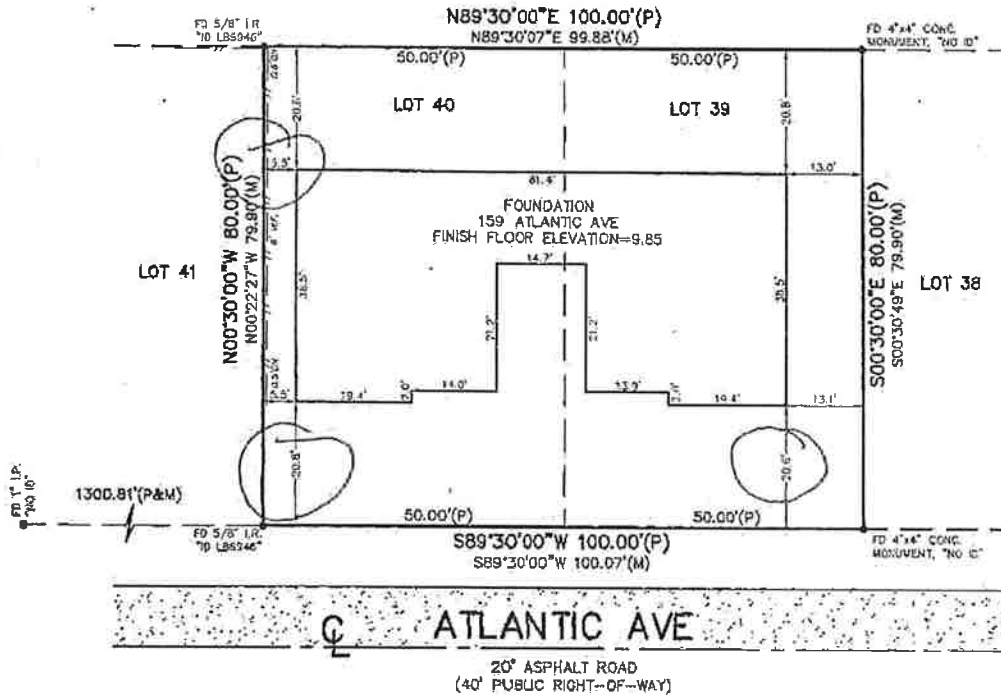 N89°30'00"E 100.00'(P)
N89°30'07"E 99.88'(M)
FD 5/8" I.R.
"ID LB6946"
FD 4"x4" CONC.
MONUMENT, "NO ID"
50.00'(P)
50.00'(P)
LOT 40
LOT 39
20.8'
20.8'
5.5'
13.0'
81.4'
FOUNDATION
159 ATLANTIC AVE
FINISH FLOOR ELEVATION=9.85
14.7'
LOT 41
N00°30'00"W 80.00'(P)
N00°22'27"W 79.90'(M)
38.5'
21.2'
21.2'
38.5'
S00°30'00"E 80.00'(P)
S00°30'49"E 79.90'(M)
LOT 38
5.5'
19.4'
2.0'
14.0'
13.9'
2.0'
19.4'
13.1'
20.8'
20.6'
FD 1" I.P.
"NO ID"
1300.81'(P&M)
50.00'(P)
50.00'(P)
FD 5/8" I.R.
"ID LB6946"
S89°30'00"W 100.00'(P)
S89°30'00"W 100.07'(M)
FD 4"x4" CONC.
MONUMENT, "NO ID"
℄ ATLANTIC AVE
20' ASPHALT ROAD
(40' PUBLIC RIGHT-OF-WAY)